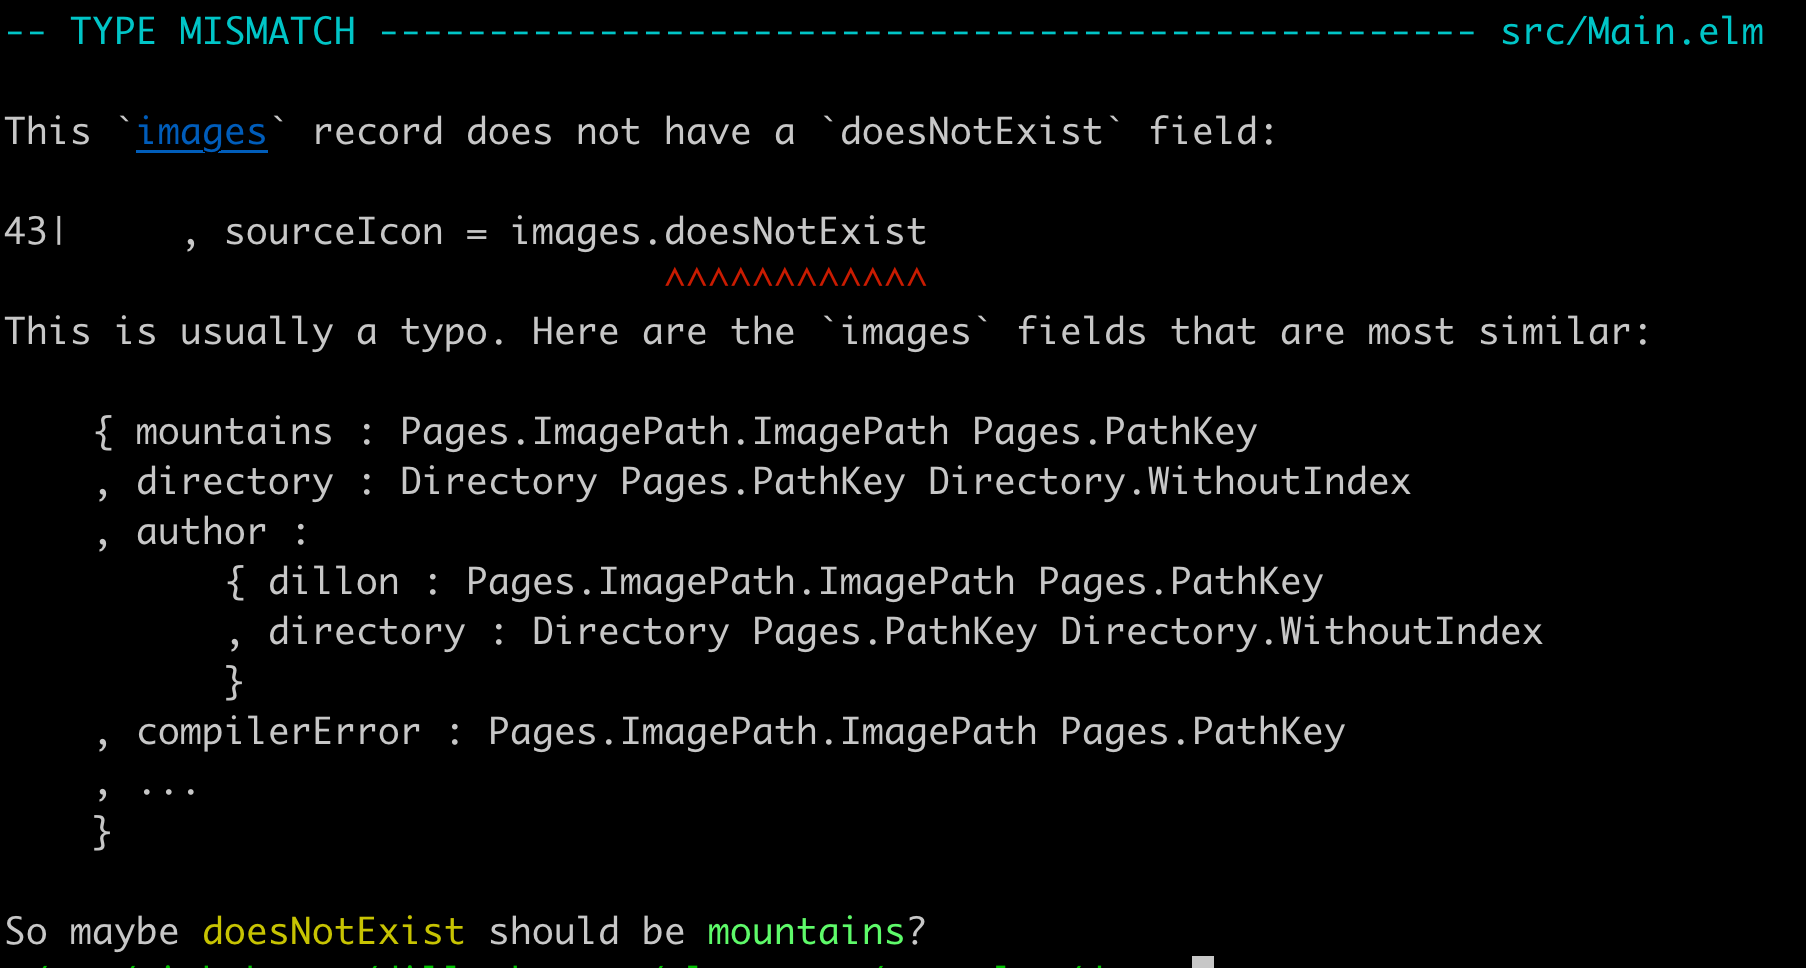 -- TYPE MISMATCH -------------------------------------------------- src/Main.elm
This `images` record does not have a `doesNotExist` field:
43|     , sourceIcon = images.doesNotExist
^^^^^^^^^^^^
This is usually a typo. Here are the `images` fields that are most similar:
{ mountains : Pages.ImagePath.ImagePath Pages.PathKey
, directory : Directory Pages.PathKey Directory.WithoutIndex
, author :
{ dillon : Pages.ImagePath.ImagePath Pages.PathKey
, directory : Directory Pages.PathKey Directory.WithoutIndex
}
, compilerError : Pages.ImagePath.ImagePath Pages.PathKey
, ...
}
So maybe doesNotExist should be mountains?